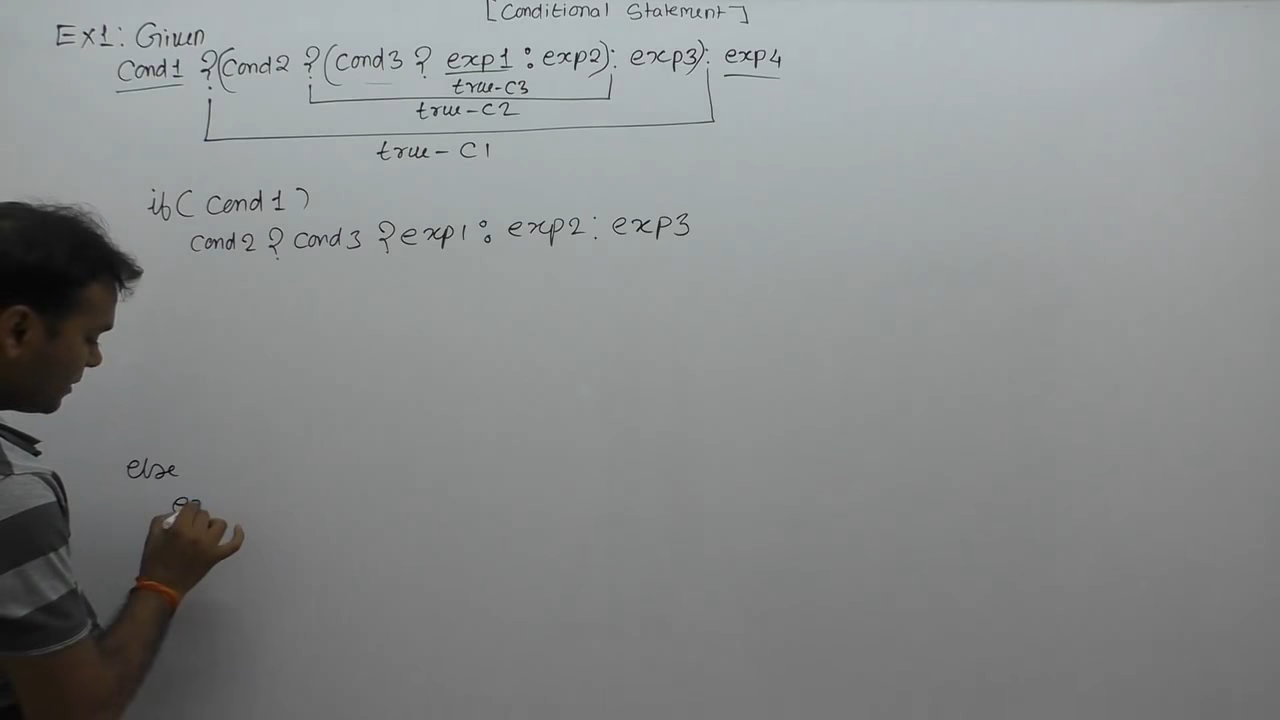 [Conditional Statement]
Ex1: Given
Cond1 ?(Cond2 ?(Cond3 ? exp1 : exp2): exp3): exp4
true-C3
true-C2
true-C1
if( Cond1 )
Cond2 ? Cond3 ? exp1 : exp2 : exp3
else